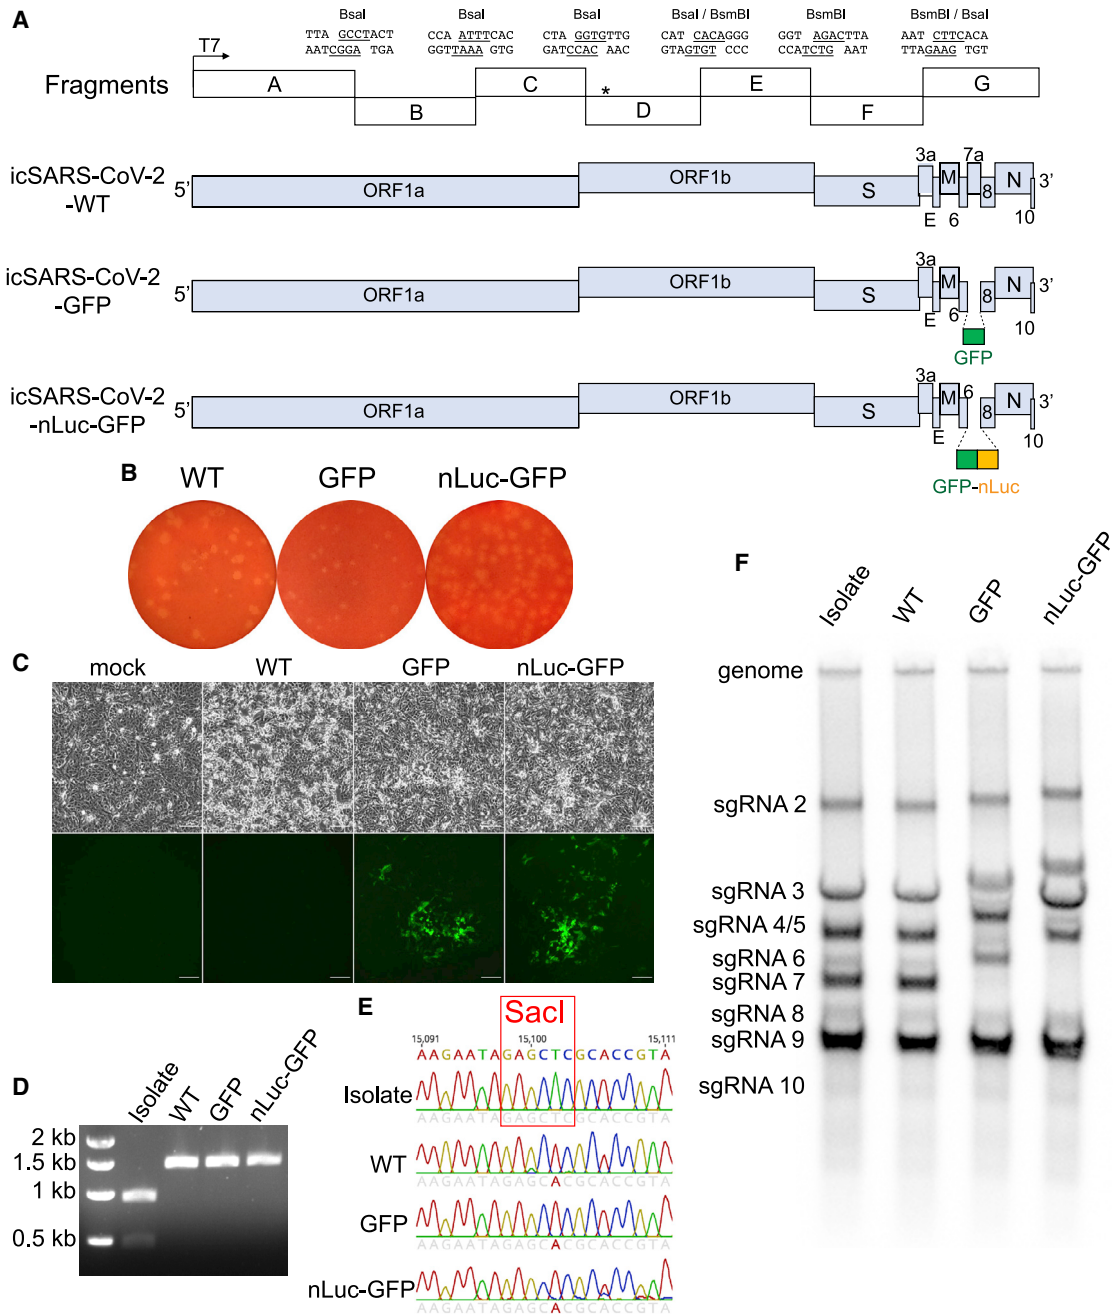 A
BsaI
BsaI
BsaI
BsaI / BsmBI
BsmBI
BsmBI / BsaI
TTA GCCTACT
CCA ATTTCAC
CTA GGTGTTG
CAT CACAGGG
GGT AGACTTA
AAT CTTCACA
AATCGGA TGA
GGTTAAA GTG
GATCCAC AAC
GTAGTGT CCC
CCATCTG AAT
TTAGAAG TGT
T7
Fragments
A
B
C
*
D
E
F
G
icSARS-CoV-2
-WT
5'
ORF1a
ORF1b
S
3a
E
M
6
7a
8
N
10
3'
icSARS-CoV-2
-GFP
5'
ORF1a
ORF1b
S
3a
E
M
6
8
N
10
3'
GFP
icSARS-CoV-2
-nLuc-GFP
5'
ORF1a
ORF1b
S
3a
E
M
6
8
N
10
3'
GFP-nLuc
B
WT
GFP
nLuc-GFP
C
mock
WT
GFP
nLuc-GFP
D
Isolate
WT
GFP
nLuc-GFP
2 kb
1.5 kb
1 kb
0.5 kb
E
SacI
15,091
15,100
15,111
AAGAATAGAGCTCGCACCGTA
Isolate
AAGAATAGAGCTCGCACCGTA
WT
AAGAATAGAGCACGCACCGTA
GFP
AAGAATAGAGCACGCACCGTA
nLuc-GFP
AAGAATAGAGCACGCACCGTA
F
Isolate
WT
GFP
nLuc-GFP
genome
sgRNA 2
sgRNA 3
sgRNA 4/5
sgRNA 6
sgRNA 7
sgRNA 8
sgRNA 9
sgRNA 10